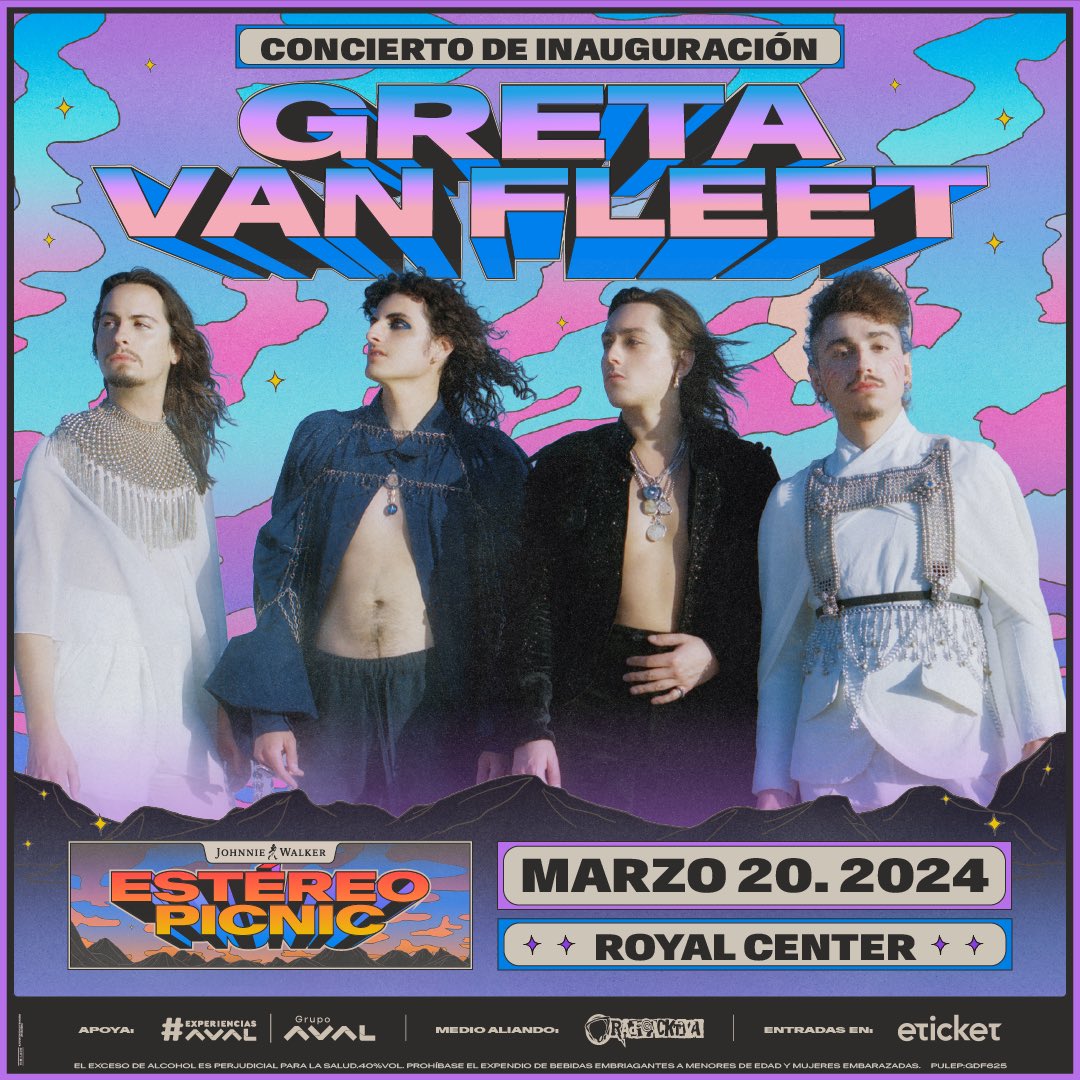 CONCIERTO DE INAUGURACIÓN
GRETA
VAN FLEET
JOHNNIE WALKER
ESTÉREO
PICNIC
MARZO 20. 2024
ROYAL CENTER
APOYA:
#EXPERIENCIAS
AVAL
Grupo
AVAL
MEDIO ALIANDO:
RADIOACKTIVA
ENTRADAS EN:
eticket
EL EXCESO DE ALCOHOL ES PERJUDICIAL PARA LA SALUD.40%VOL. PROHÍBASE EL EXPENDIO DE BEBIDAS EMBRIAGANTES A MENORES DE EDAD Y MUJERES EMBARAZADAS. PULEP:GDF625